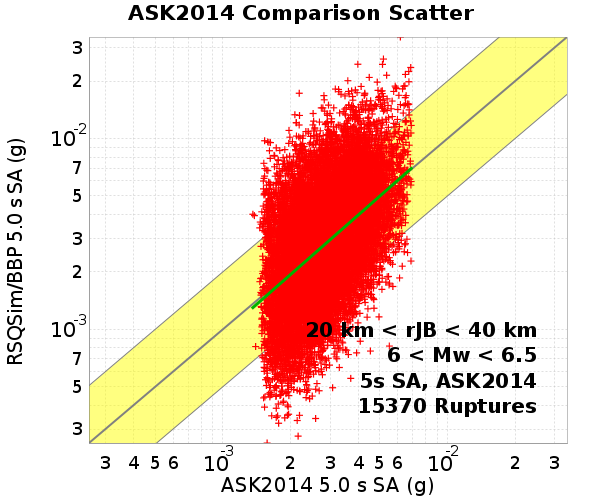 ASK2014 Comparison Scatter
RSQSim/BBP 5.0 s SA (g)
3
2
10-2
7
5
3
2
10-3
7
5
3
20 km < rJB < 40 km
6 < Mw < 6.5
5s SA, ASK2014
15370 Ruptures
3 4 5 6 10-3 2 3 4 5 6 10-2 2 3
ASK2014 5.0 s SA (g)